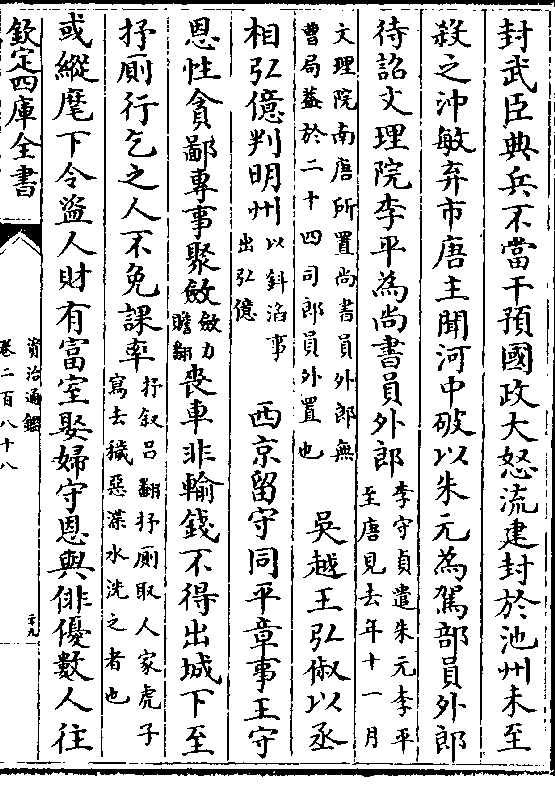 封武臣典兵不當干預國政大怒流建封於池州未至
殺之沖敏弃市唐主聞河中破以朱元為駕部員外郎
待詔文理院李平為尚書員外郎李守貞遣朱元李平至唐見去年十一月
文理院南唐所置尚書員外郎無曹局蓋於二十四司郎員外置也 吳越王弘俶以丞
相弘億判明州以鈄滔事出弘億 西京留守同平章事王守
恩性貪鄙專事聚斂斂力贍翻喪車非輸錢不得出城下至
抒廁行乞之人不免課率抒叙呂翻抒廁取人家虎子寫去穢惡渫水洗之者也
或縱麾下令盜人財有富室娶婦守恩與俳優數人往
欽定四庫全書
資治通鑑
卷二百八十八
二十九